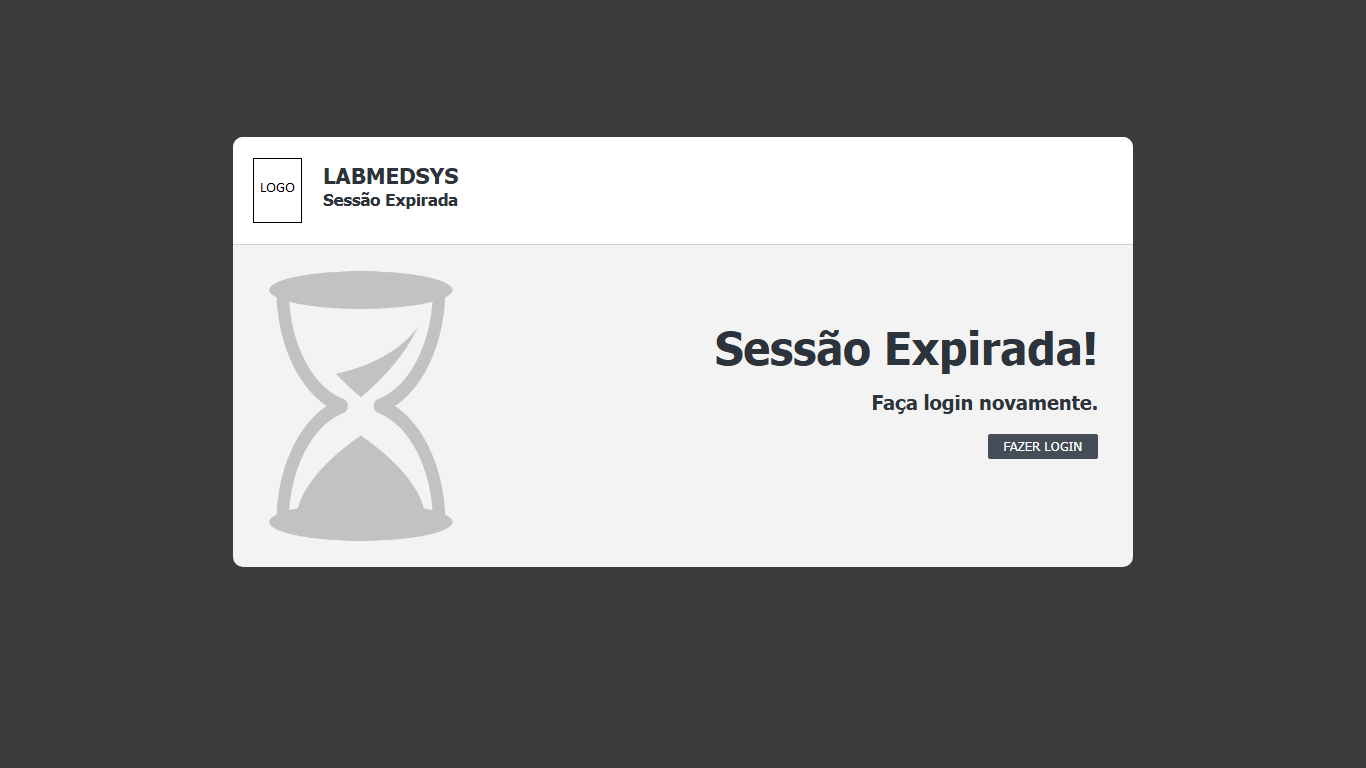 LOGO
LABMEDSYS
Sessão Expirada
Sessão Expirada!
Faça login novamente.
FAZER LOGIN